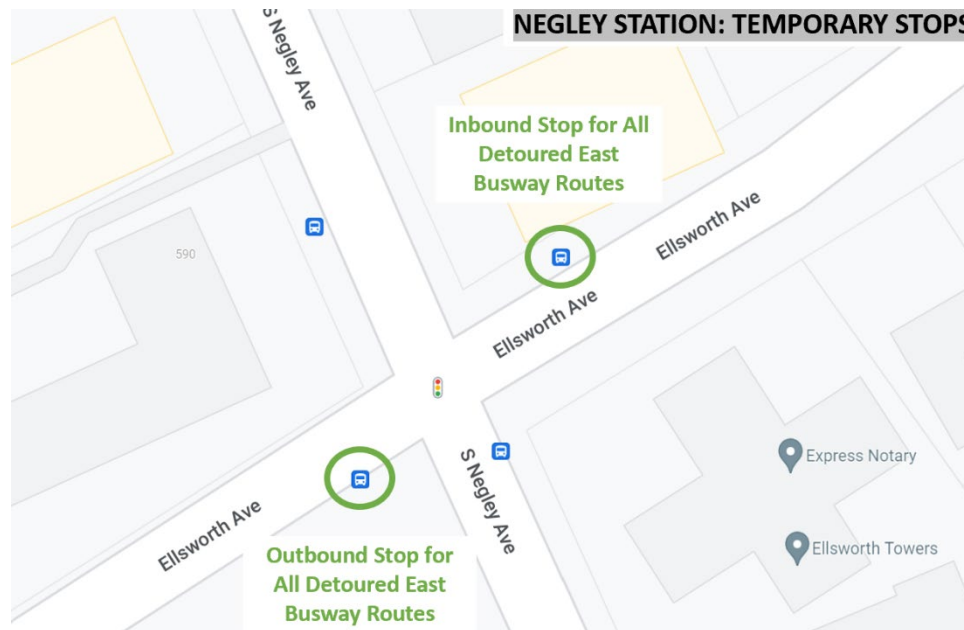 NEGLEY STATION: TEMPORARY STOPS
S Negley Ave
Inbound Stop for All
Detoured East
Busway Routes
Ellsworth Ave
590
Ellsworth Ave
Express Notary
S Negley Ave
Ellsworth Ave
Ellsworth Towers
Outbound Stop for
All Detoured East
Busway Routes